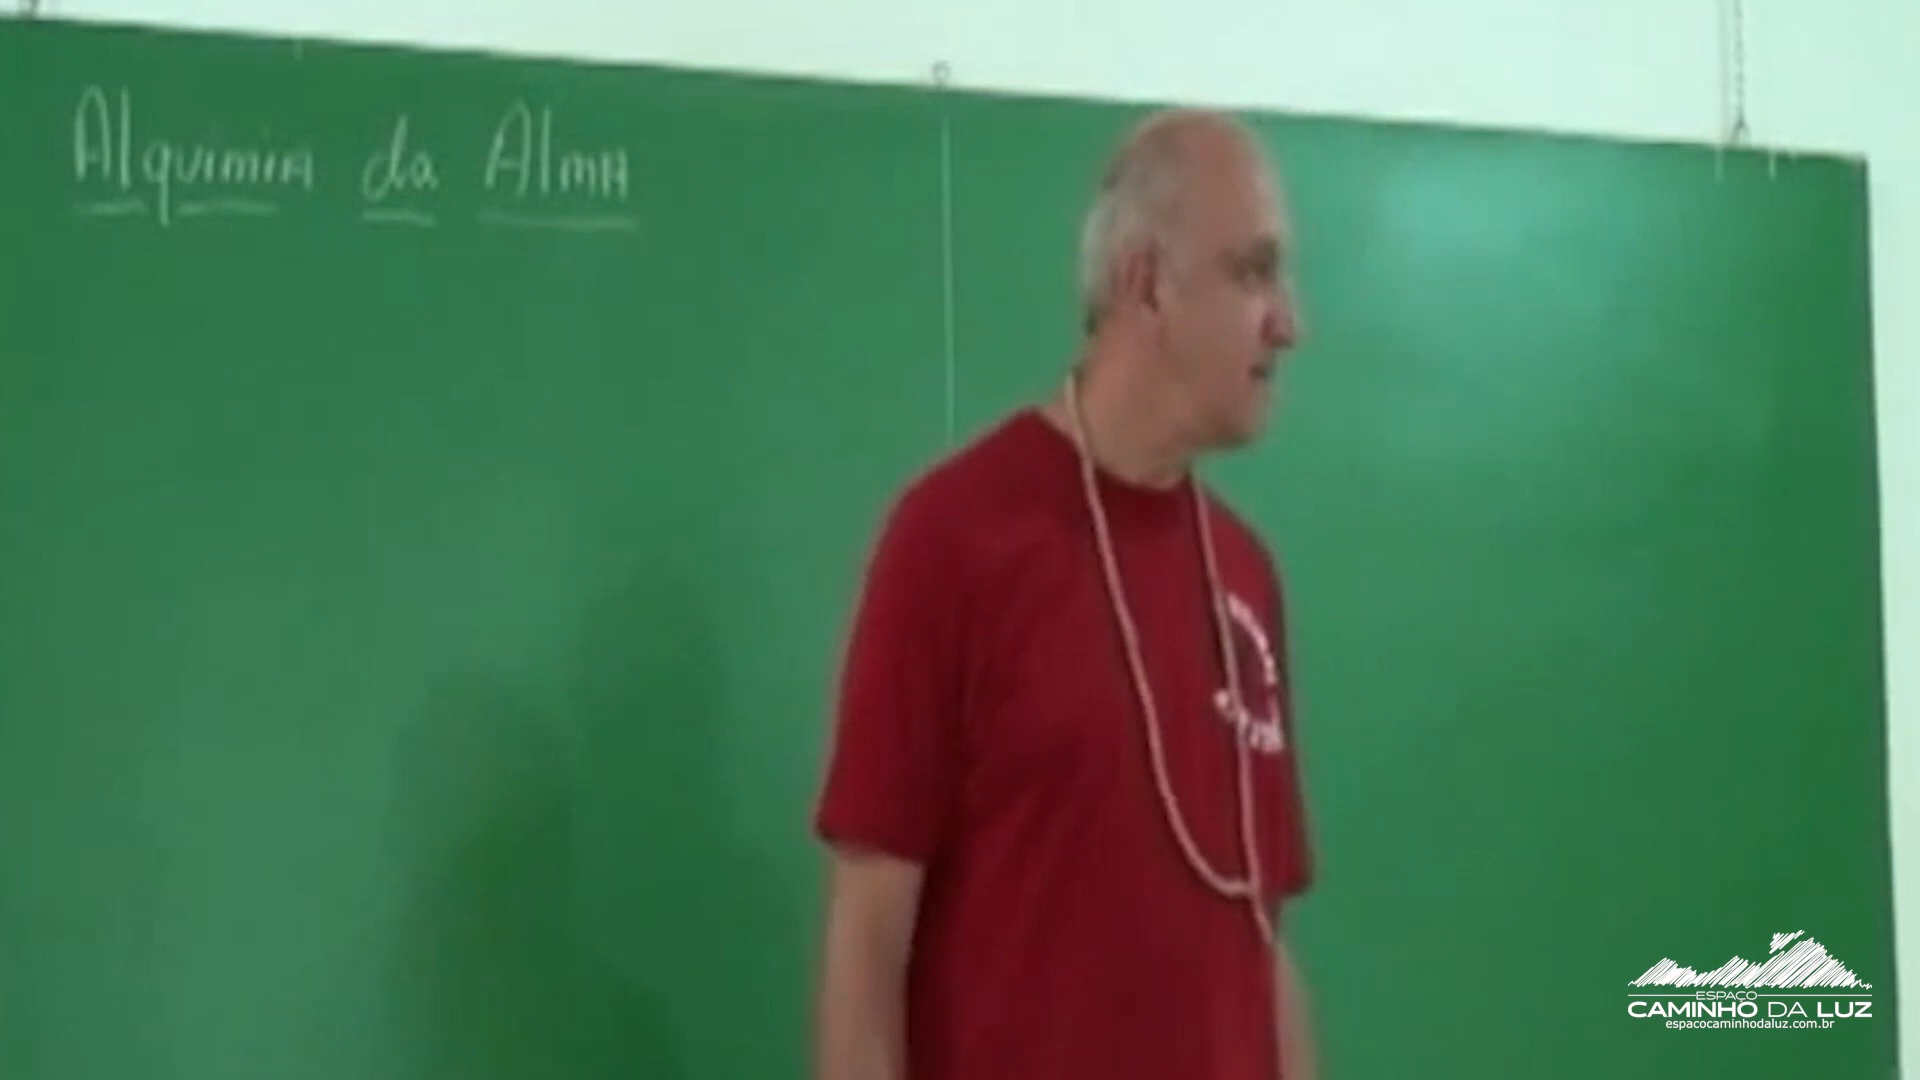 Alquimia da Alma
ESPAÇO
CAMINHO DA LUZ
espacocaminhodaluz.com.br